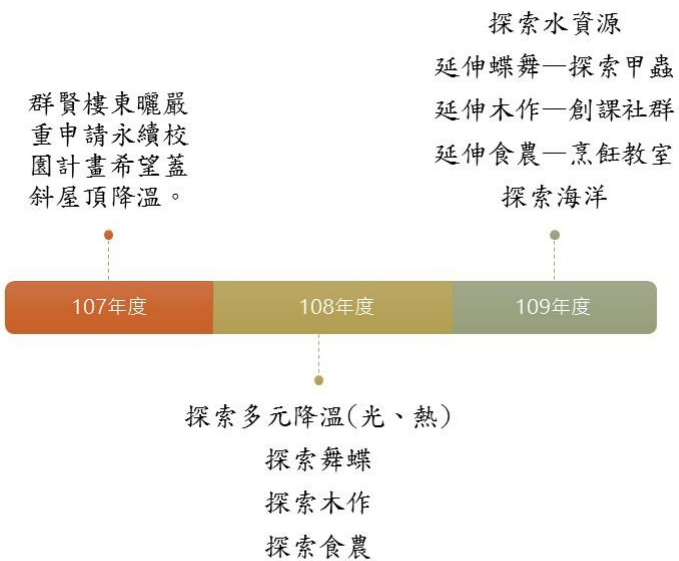 群賢樓東曬嚴
重申請永續校
園計畫希望蓋
斜屋頂降溫。
探索水資源
延伸蝶舞—探索甲蟲
延伸木作—創課社群
延伸食農—烹飪教室
探索海洋
107年度
108年度
109年度
探索多元降溫(光、熱)
探索舞蝶
探索木作
探索食農